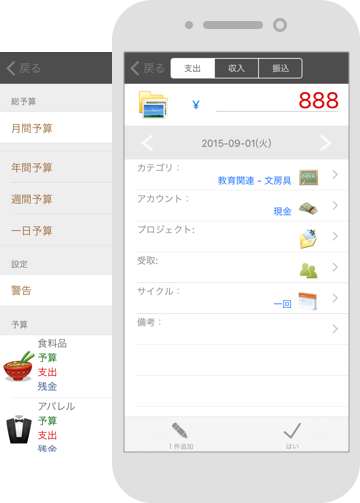 戻る
総予算
月間予算
年間予算
週間予算
一日予算
設定
警告
予算
食料品
予算
支出
残金
アパレル
予算
支出
残金
戻る 支出 収入 振込
¥ 888
2015-09-01(火)
カテゴリ：
教育関連 - 文房具
アカウント：
現金
プロジェクト:
受取:
サイクル：
一回
備考：
1 件追加 はい